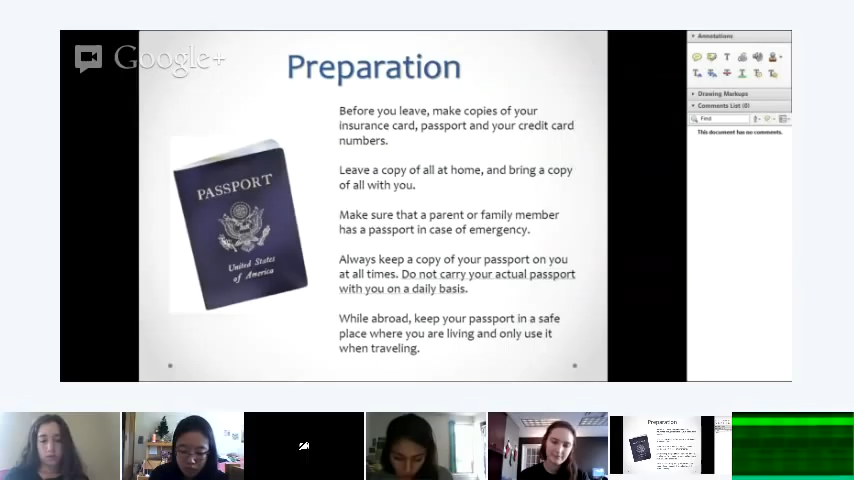 Google+
Preparation
Before you leave, make copies of your
insurance card, passport and your credit card
numbers.
Leave a copy of all at home, and bring a copy
of all with you.
Make sure that a parent or family member
has a passport in case of emergency.
Always keep a copy of your passport on you
at all times. Do not carry your actual passport
with you on a daily basis.
While abroad, keep your passport in a safe
place where you are living and only use it
when traveling.
PASSPORT
United States
of America
Annotations
Drawing Markups
Comments List (0)
Find
This document has no comments.
Preparation